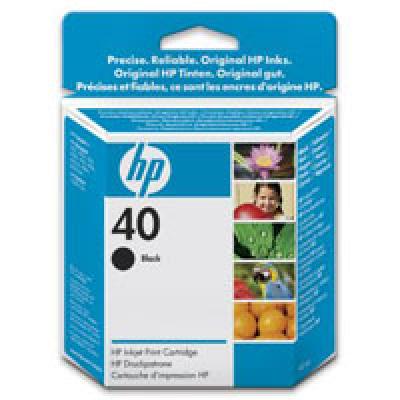 Precise. Reliable. Original HP Inks.
Original HP Tinten. Original gut.
Précises et fiables, ce sont les encres d'origine HP.
hp
40
Black
HP Inkjet Print Cartridge
HP Druckpatrone
Cartouche d'impression HP